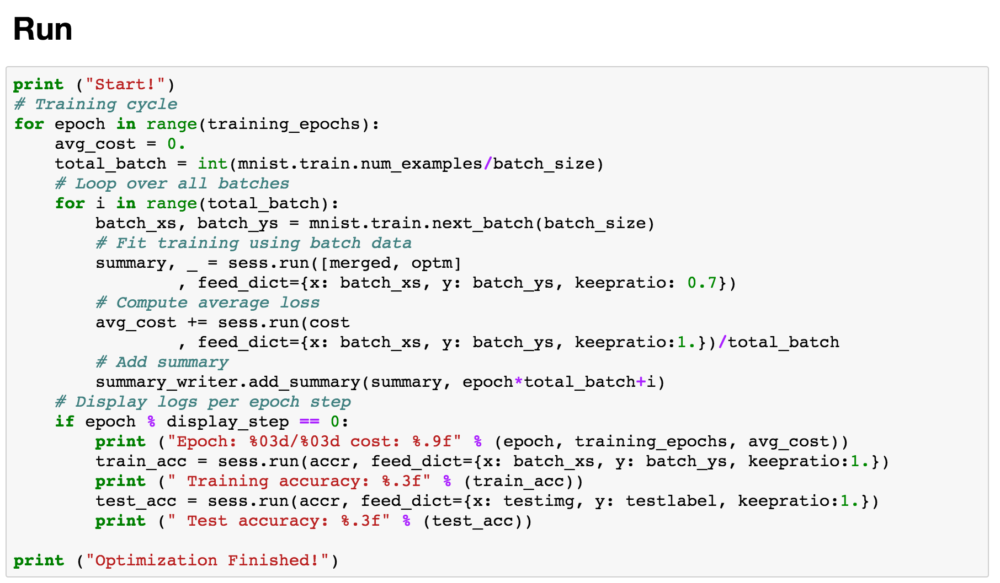 Run
print ("Start!")
# Training cycle
for epoch in range(training_epochs):
    avg_cost = 0.
    total_batch = int(mnist.train.num_examples/batch_size)
    # Loop over all batches
    for i in range(total_batch):
        batch_xs, batch_ys = mnist.train.next_batch(batch_size)
        # Fit training using batch data
        summary, _ = sess.run([merged, optm]
                , feed_dict={x: batch_xs, y: batch_ys, keepratio: 0.7})
        # Compute average loss
        avg_cost += sess.run(cost
                , feed_dict={x: batch_xs, y: batch_ys, keepratio:1.})/total_batch
        # Add summary
        summary_writer.add_summary(summary, epoch*total_batch+i)
    # Display logs per epoch step
    if epoch % display_step == 0:
        print ("Epoch: %03d/%03d cost: %.9f" % (epoch, training_epochs, avg_cost))
        train_acc = sess.run(accr, feed_dict={x: batch_xs, y: batch_ys, keepratio:1.})
        print (" Training accuracy: %.3f" % (train_acc))
        test_acc = sess.run(accr, feed_dict={x: testimg, y: testlabel, keepratio:1.})
        print (" Test accuracy: %.3f" % (test_acc))

print ("Optimization Finished!")